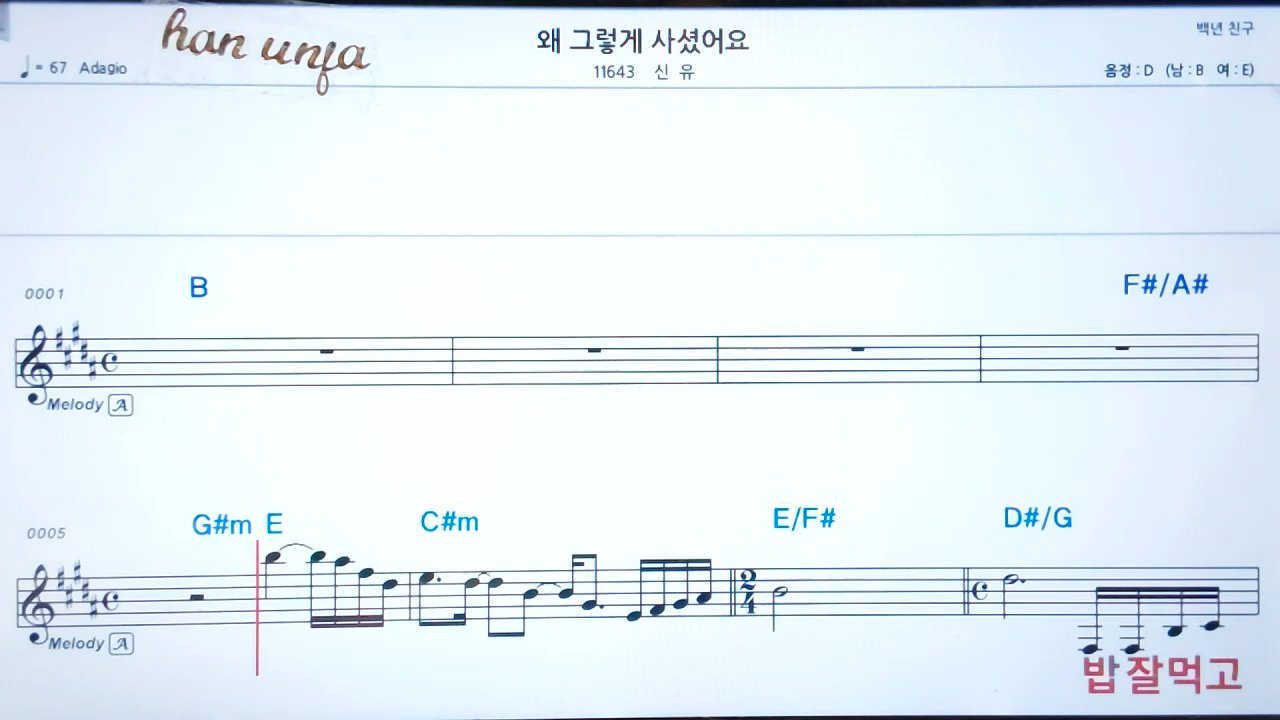 han unja
왜 그렇게 사셨어요
백년 친구
♩= 67 Adagio
11643 신 유
음정 : D (남 : B 여 : E)
0001
B
F#/A#
Melody A
0005
G#m E C#m E/F# D#/G
2/4
Melody A
밥 잘먹고